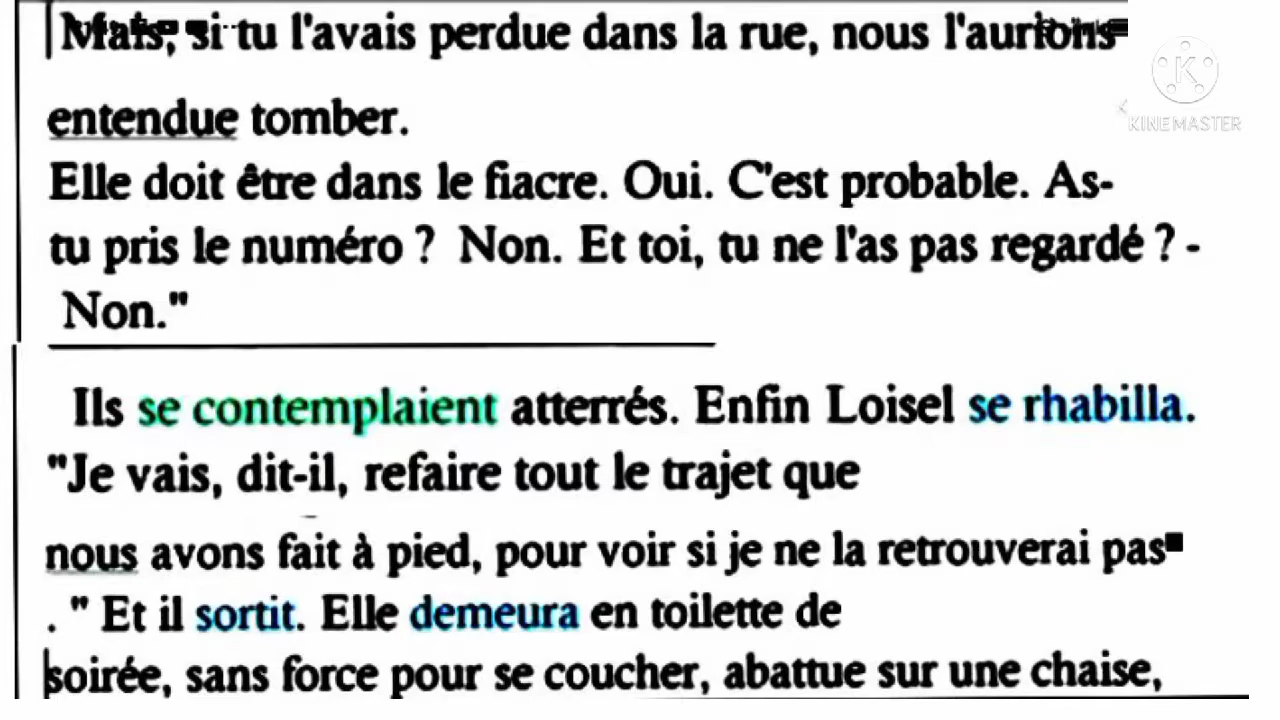 Mais, si tu l'avais perdue dans la rue, nous l'aurions
KINEMASTER
entendue tomber.
Elle doit être dans le fiacre. Oui. C'est probable. As-
tu pris le numéro ? Non. Et toi, tu ne l'as pas regardé ? -
Non."
Ils se contemplaient atterrés. Enfin Loisel se rhabilla.
"Je vais, dit-il, refaire tout le trajet que
nous avons fait à pied, pour voir si je ne la retrouverai pas
. " Et il sortit. Elle demeura en toilette de
soirée, sans force pour se coucher, abattue sur une chaise,